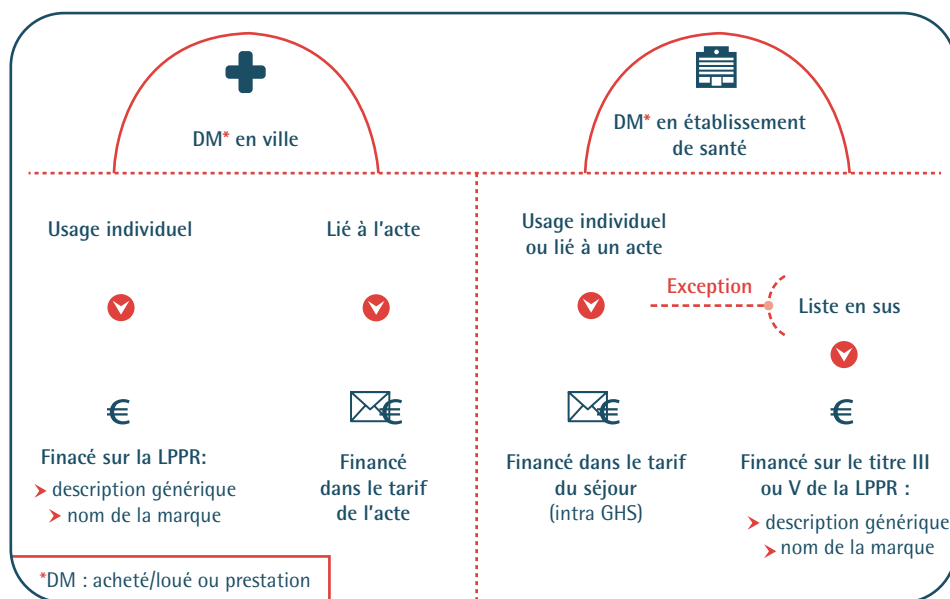 DM* en ville
Usage individuel
Finacé sur la LPPR:
description générique
nom de la marque
Lié à l'acte
Financé
dans le tarif
de l'acte
DM* en établissement
de santé
Usage individuel
ou lié à un acte
Financé dans le tarif
du séjour
(intra GHS)
Exception
Liste en sus
Financé sur le titre III
ou V de la LPPR :
description générique
nom de la marque
*DM : acheté/loué ou prestation